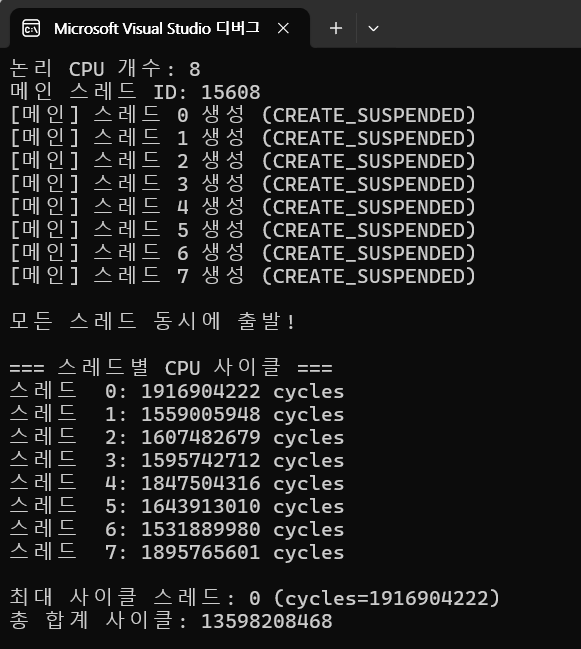 Microsoft Visual Studio 디버그
논리 CPU 개수: 8
메인 스레드 ID: 15608
[메인] 스레드 0 생성 (CREATE_SUSPENDED)
[메인] 스레드 1 생성 (CREATE_SUSPENDED)
[메인] 스레드 2 생성 (CREATE_SUSPENDED)
[메인] 스레드 3 생성 (CREATE_SUSPENDED)
[메인] 스레드 4 생성 (CREATE_SUSPENDED)
[메인] 스레드 5 생성 (CREATE_SUSPENDED)
[메인] 스레드 6 생성 (CREATE_SUSPENDED)
[메인] 스레드 7 생성 (CREATE_SUSPENDED)
모든 스레드 동시에 출발!
=== 스레드별 CPU 사이클 ===
스레드  0: 1916904222 cycles
스레드  1: 1559005948 cycles
스레드  2: 1607482679 cycles
스레드  3: 1595742712 cycles
스레드  4: 1847504316 cycles
스레드  5: 1643913010 cycles
스레드  6: 1531889980 cycles
스레드  7: 1895765601 cycles
최대 사이클 스레드: 0 (cycles=1916904222)
총 합계 사이클: 13598208468